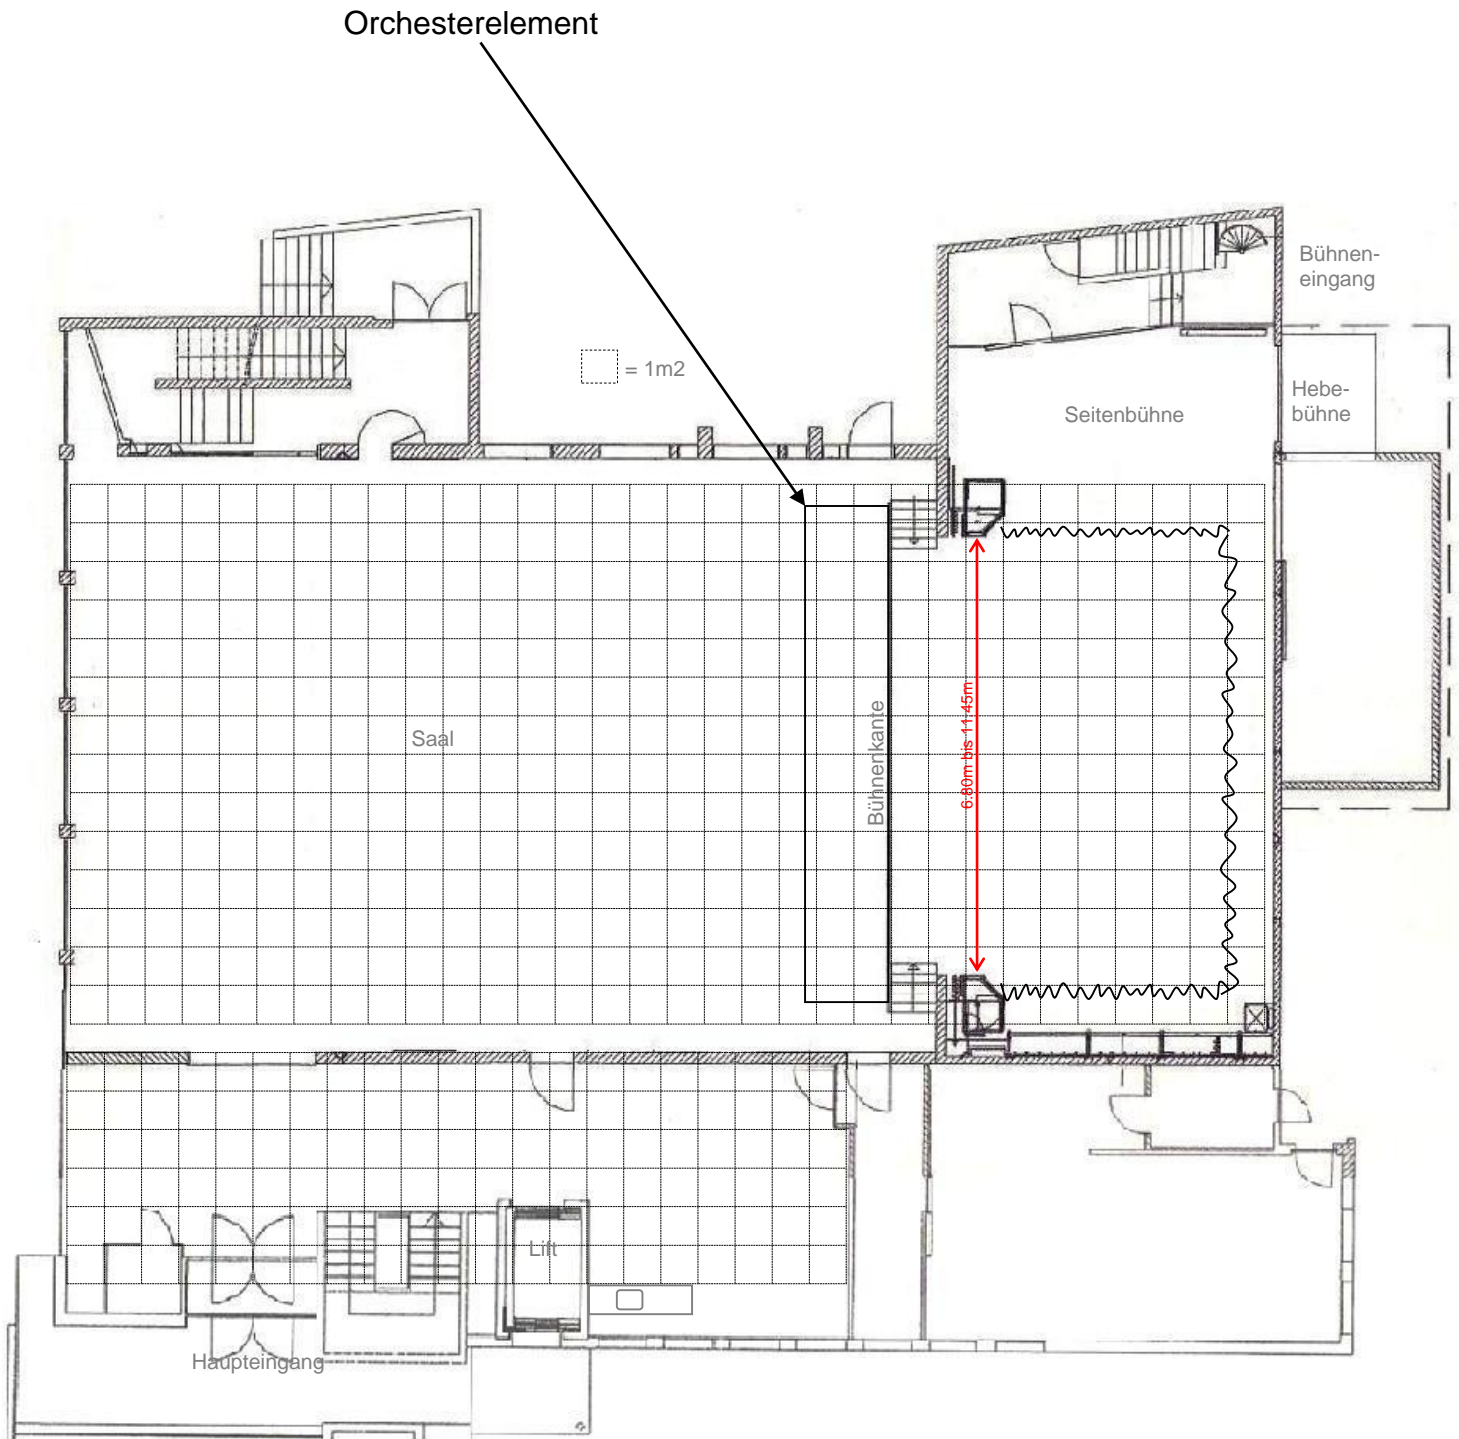 Orchesterelement
Bühnen-
eingang
= 1m2
Hebe-
bühne
Seitenbühne
Saal
Bühnenkante
6.80m bis 11.45m
Lift
Haupteingang